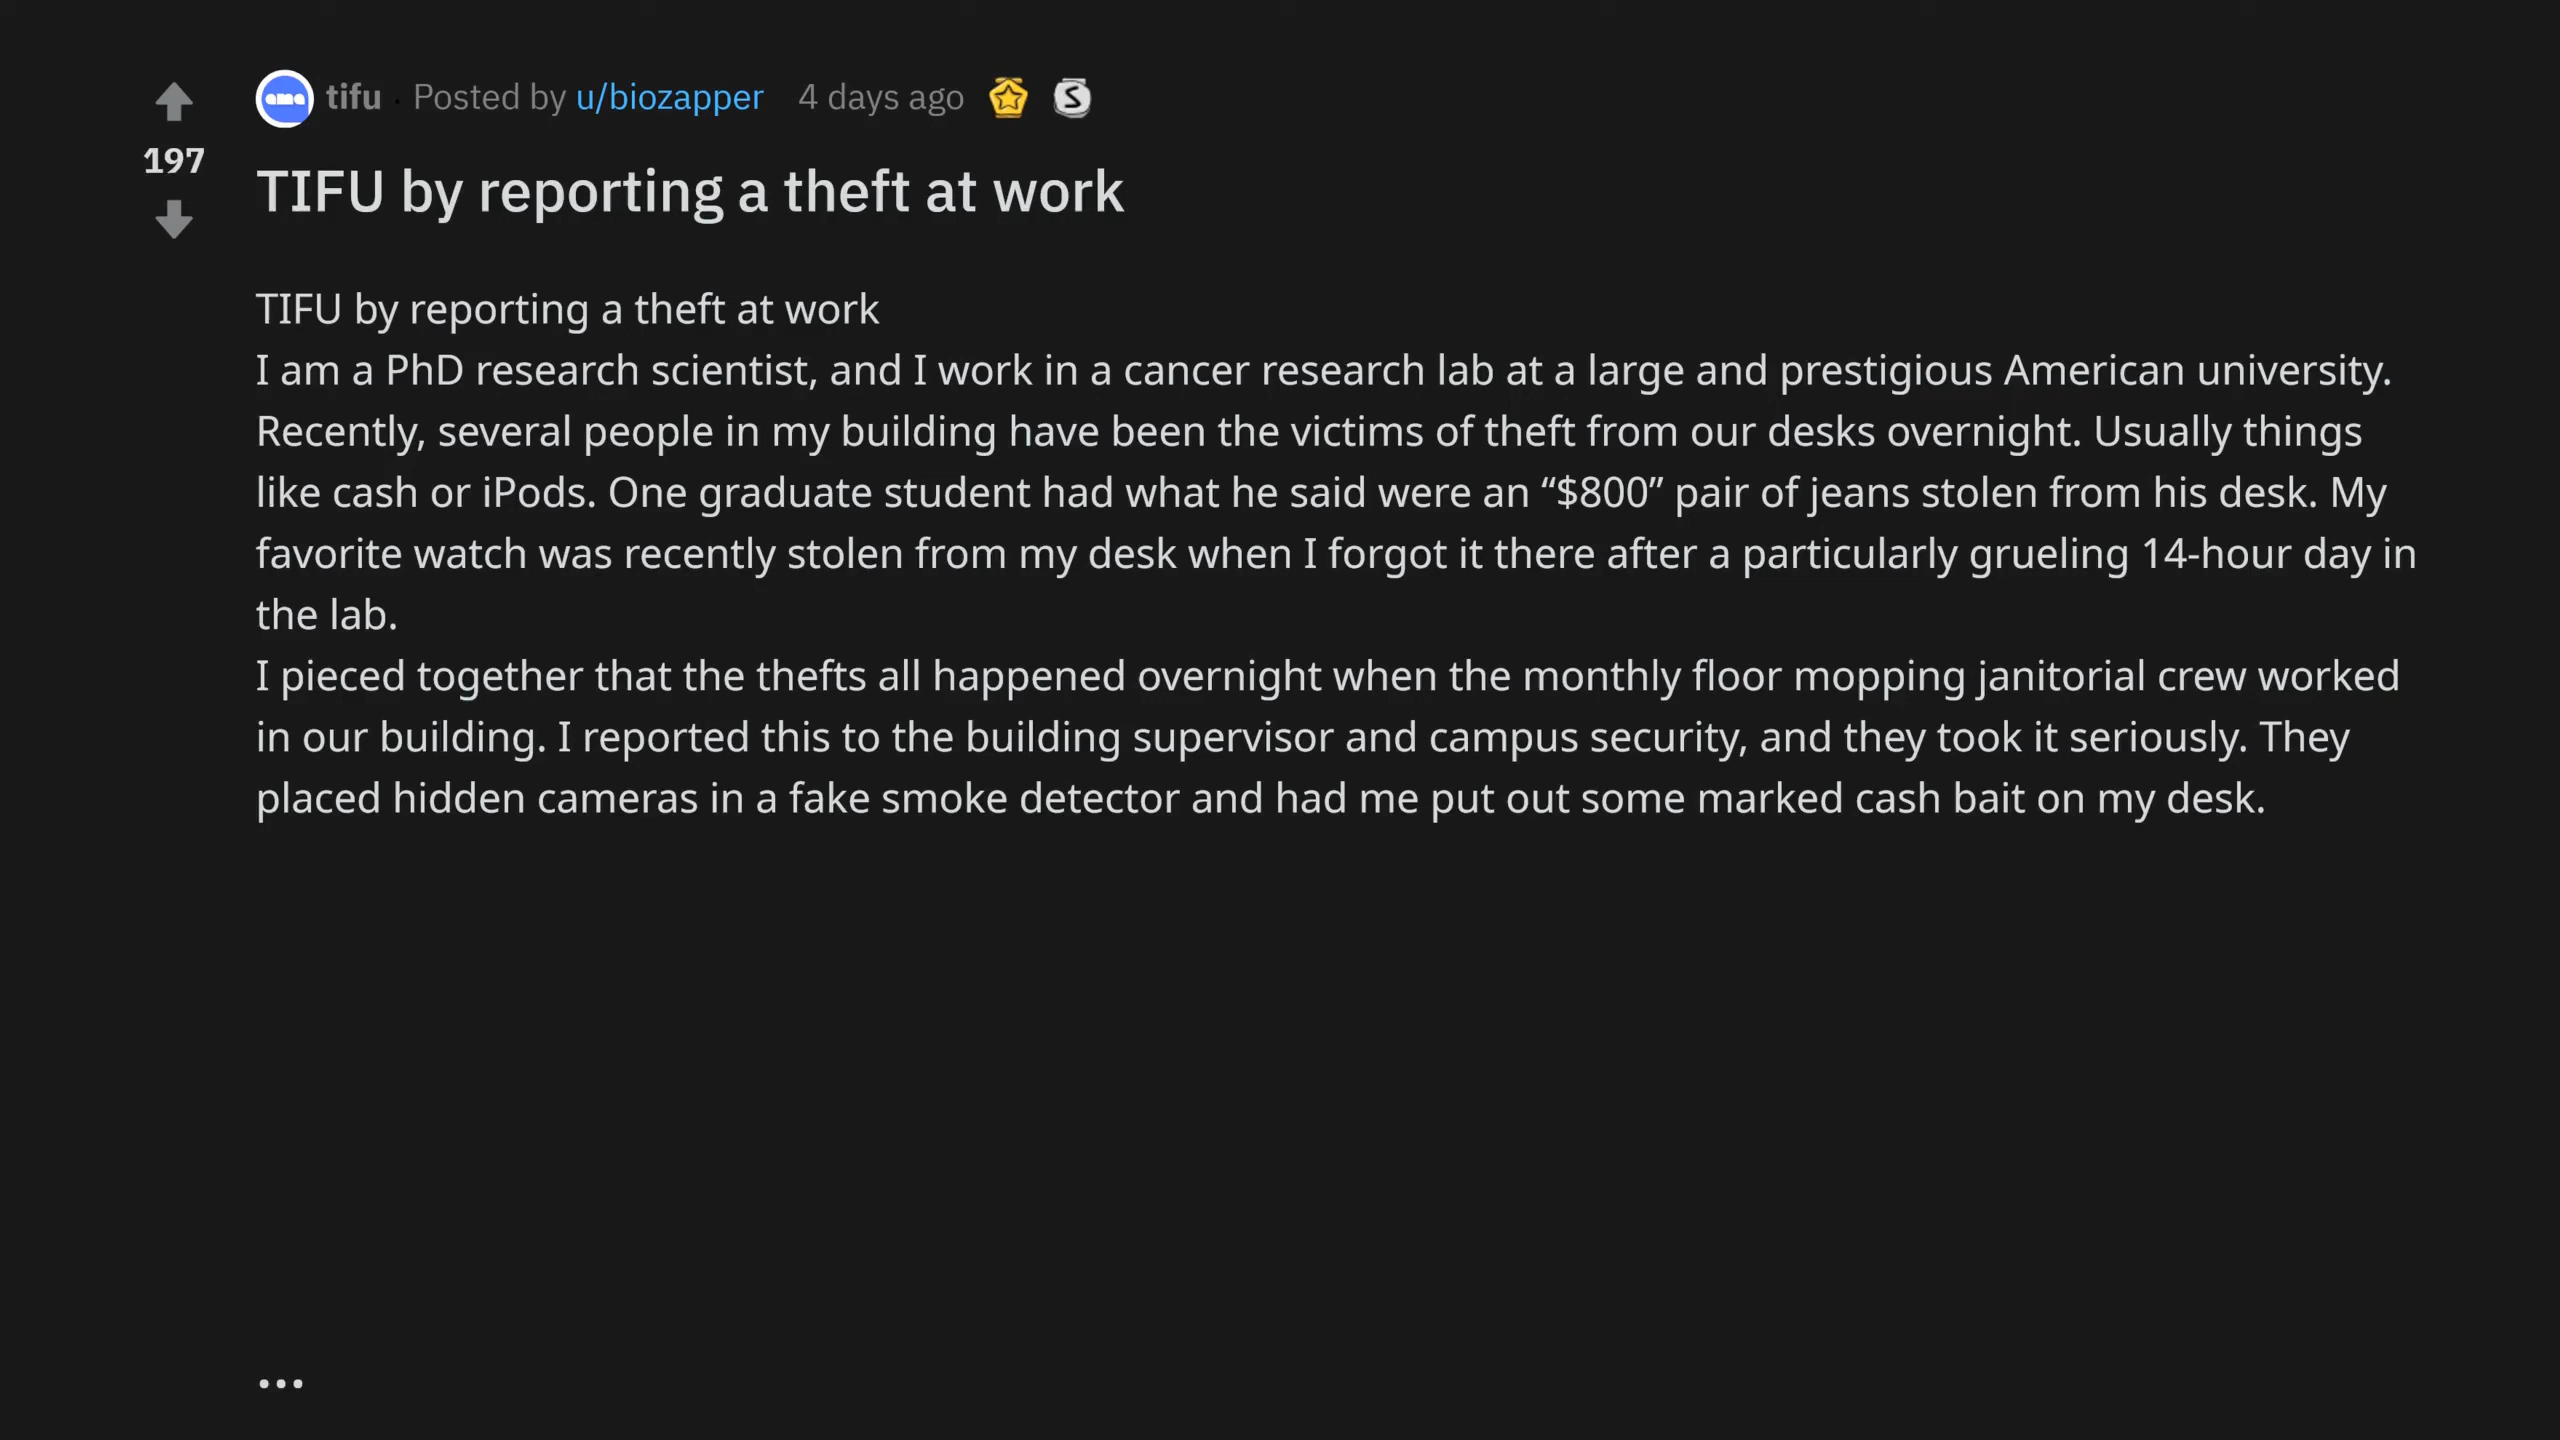 ama tifu · Posted by u/biozapper 4 days ago S
197
TIFU by reporting a theft at work
TIFU by reporting a theft at work
I am a PhD research scientist, and I work in a cancer research lab at a large and prestigious American university.
Recently, several people in my building have been the victims of theft from our desks overnight. Usually things
like cash or iPods. One graduate student had what he said were an “$800” pair of jeans stolen from his desk. My
favorite watch was recently stolen from my desk when I forgot it there after a particularly grueling 14-hour day in
the lab.
I pieced together that the thefts all happened overnight when the monthly floor mopping janitorial crew worked
in our building. I reported this to the building supervisor and campus security, and they took it seriously. They
placed hidden cameras in a fake smoke detector and had me put out some marked cash bait on my desk.
...